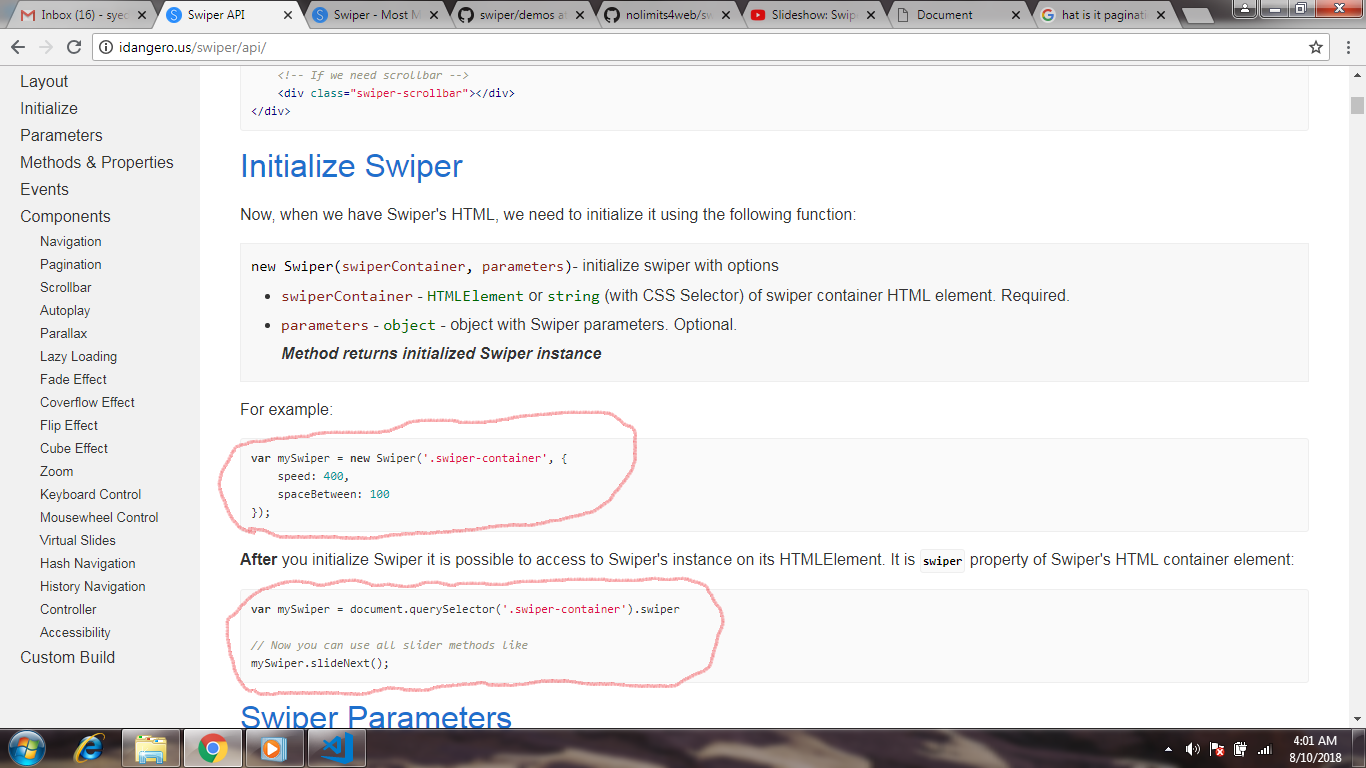 Inbox (16) - syed
Swiper API
Swiper - Most M
swiper/demos at
nolimits4web/sw
Slideshow: Swipe
Document
hat is it paginati
idangero.us/swiper/api/
Layout
Initialize
Parameters
Methods & Properties
Events
Components
Navigation
Pagination
Scrollbar
Autoplay
Parallax
Lazy Loading
Fade Effect
Coverflow Effect
Flip Effect
Cube Effect
Zoom
Keyboard Control
Mousewheel Control
Virtual Slides
Hash Navigation
History Navigation
Controller
Accessibility
Custom Build
<!-- If we need scrollbar -->
<div class="swiper-scrollbar"></div>
</div>
Initialize Swiper
Now, when we have Swiper's HTML, we need to initialize it using the following function:
new Swiper(swiperContainer, parameters)- initialize swiper with options
• swiperContainer - HTMLElement or string (with CSS Selector) of swiper container HTML element. Required.
• parameters - object - object with Swiper parameters. Optional.
Method returns initialized Swiper instance
For example:
var mySwiper = new Swiper('.swiper-container', {
speed: 400,
spaceBetween: 100
});
After you initialize Swiper it is possible to access to Swiper's instance on its HTMLElement. It is swiper property of Swiper's HTML container element:
var mySwiper = document.querySelector('.swiper-container').swiper
// Now you can use all slider methods like
mySwiper.slideNext();
Swiper Parameters
4:01 AM
8/10/2018